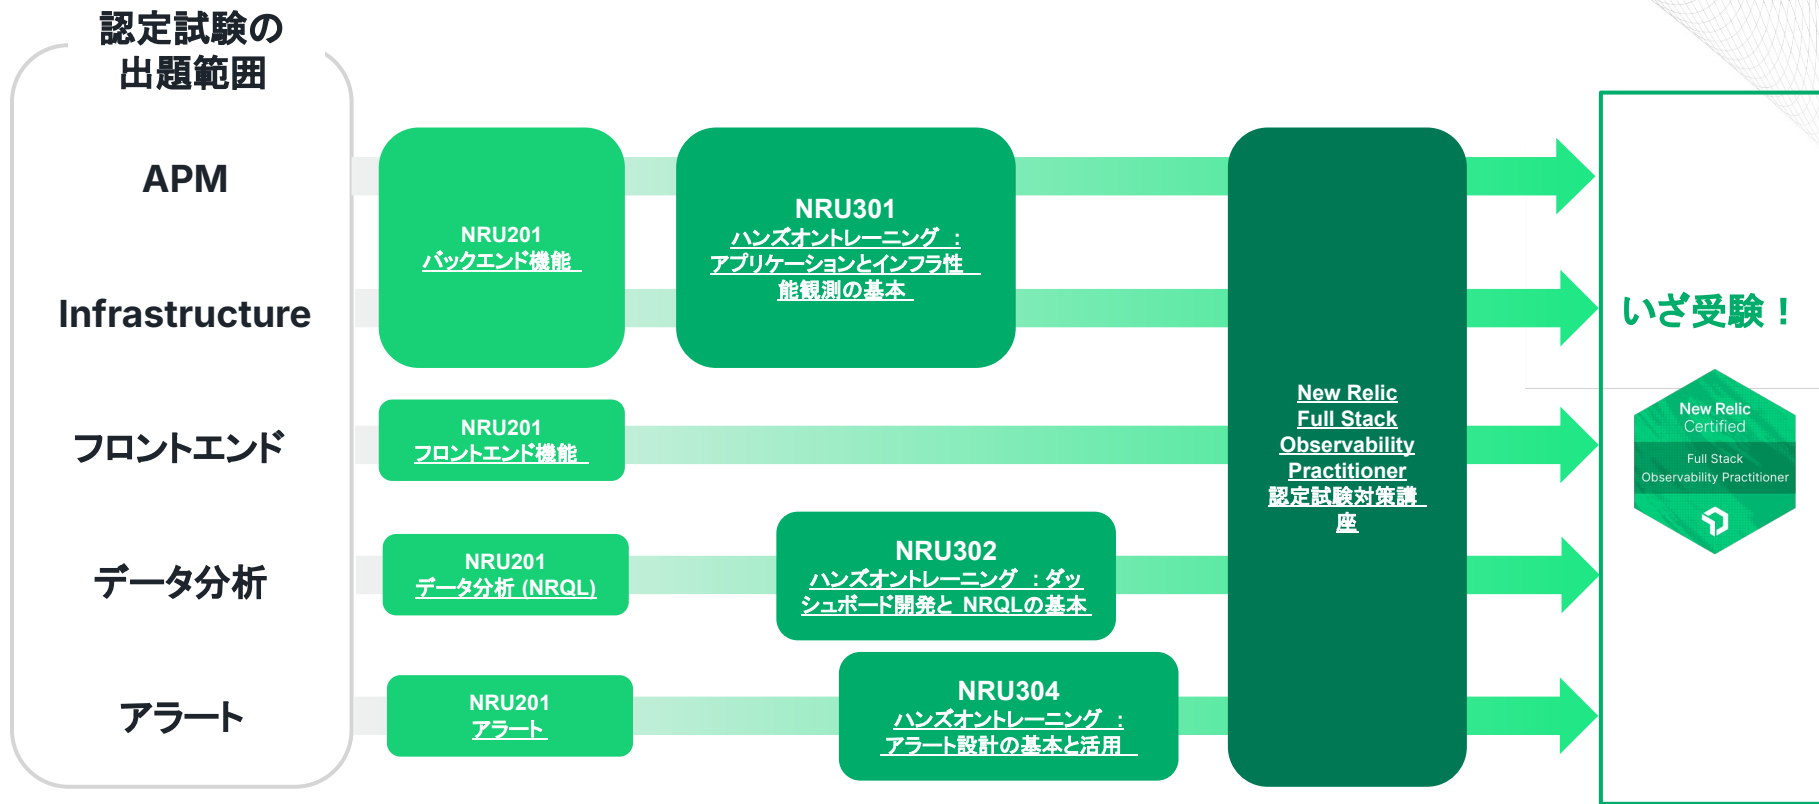 認定試験の
出題範囲
APM
Infrastructure
フロントエンド
データ分析
アラート
NRU201
バックエンド機能
NRU301
ハンズオントレーニング :
アプリケーションとインフラ性
能観測の基本
NRU201
フロントエンド機能
NRU201
データ分析 (NRQL)
NRU302
ハンズオントレーニング : ダッ
シュボード開発と NRQLの基本
NRU201
アラート
NRU304
ハンズオントレーニング :
アラート設計の基本と活用
New Relic
Full Stack
Observability
Practitioner
認定試験対策講
座
いざ受験！
New Relic
Certified
Full Stack
Observability Practitioner